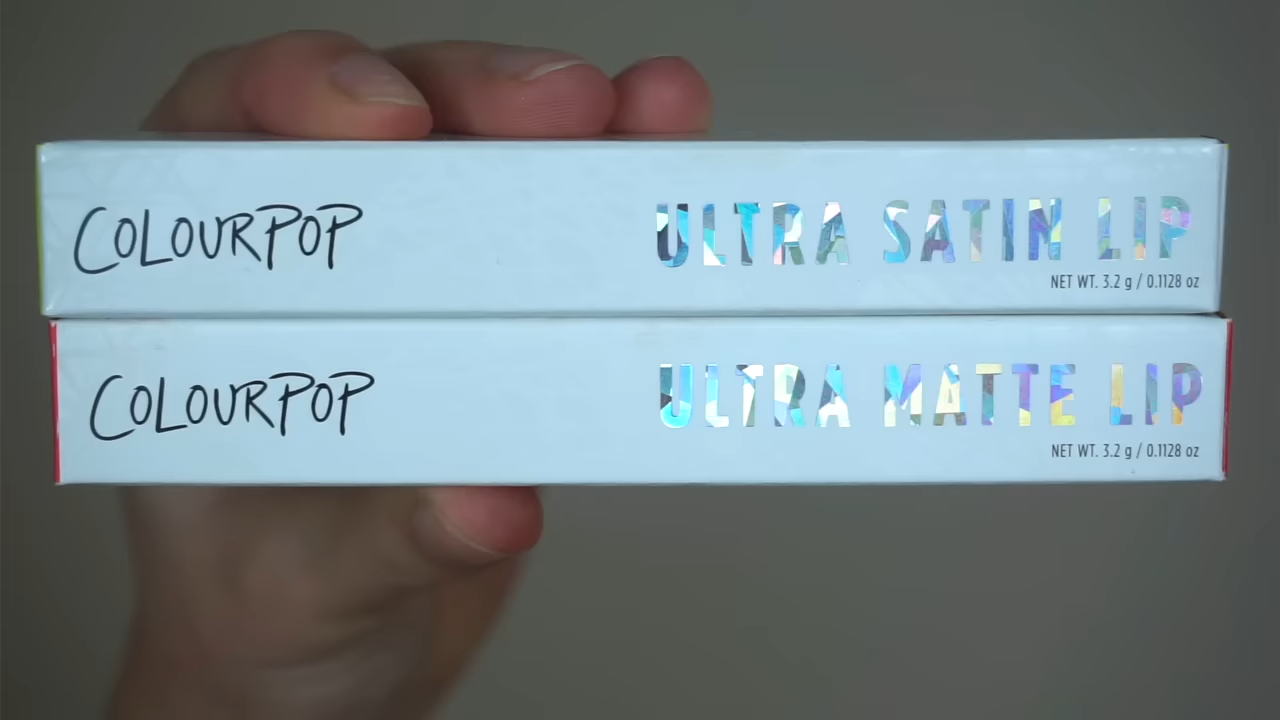 COLOURPOP
ULTRA SATIN LIP
NET WT. 3.2 g / 0.1128 oz
COLOURPOP
ULTRA MATTE LIP
NET WT. 3.2 g / 0.1128 oz